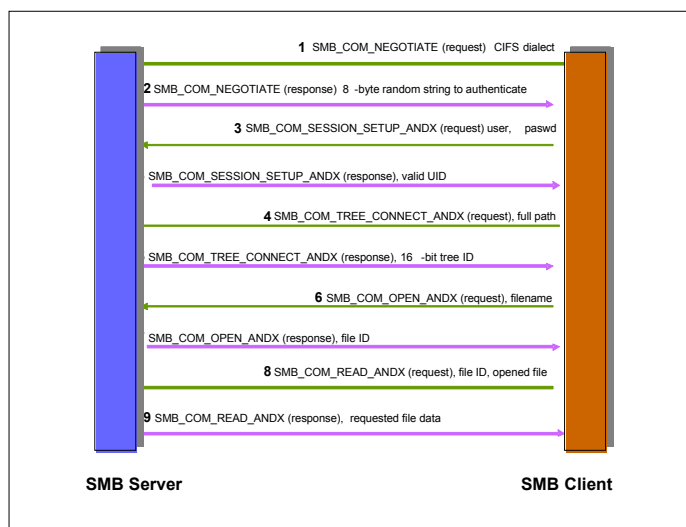 1 SMB_COM_NEGOTIATE (request) CIFS dialect
2 SMB_COM_NEGOTIATE (response) 8 -byte random string to authenticate
3 SMB_COM_SESSION_SETUP_ANDX (request) user, paswd
SMB_COM_SESSION_SETUP_ANDX (response), valid UID
4 SMB_COM_TREE_CONNECT_ANDX (request), full path
SMB_COM_TREE_CONNECT_ANDX (response), 16 -bit tree ID
6 SMB_COM_OPEN_ANDX (request), filename
SMB_COM_OPEN_ANDX (response), file ID
8 SMB_COM_READ_ANDX (request), file ID, opened file
9 SMB_COM_READ_ANDX (response), requested file data
SMB Server SMB Client